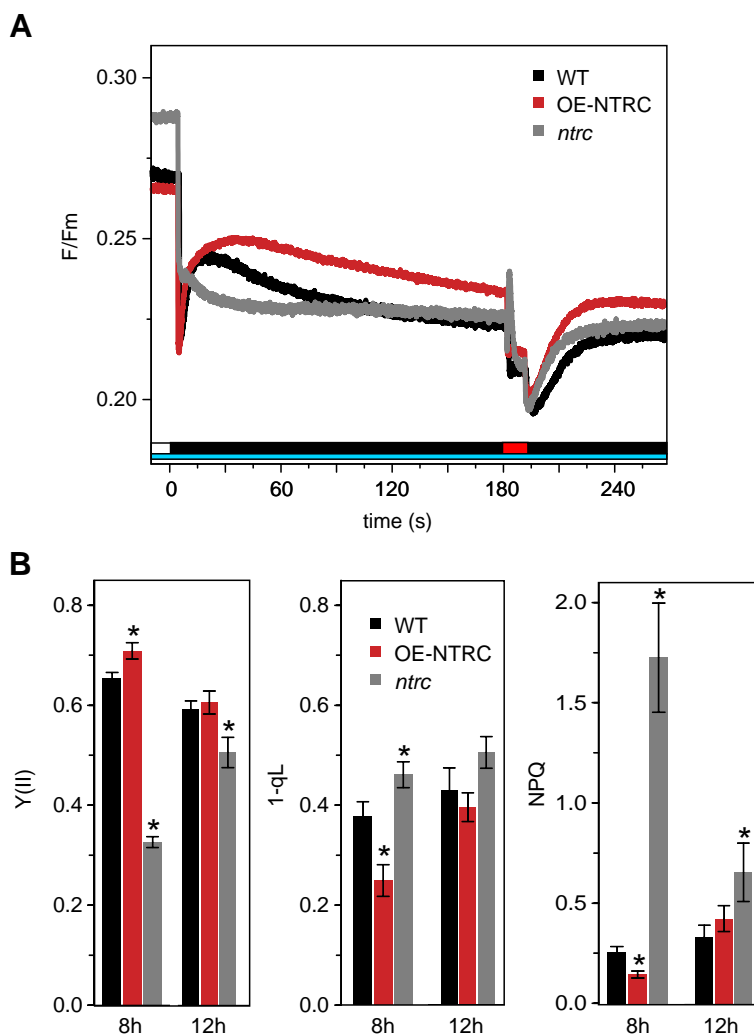 A
F/Fm
0.30
0.25
0.20
WT
OE-NTRC
ntrc
0
60
120
180
240
time (s)
B
Y(II)
0.8
0.6
0.4
0.2
0.0
*
*
*
8h
12h
1-qL
0.8
0.6
0.4
0.2
0.0
WT
OE-NTRC
ntrc
*
*
8h
12h
NPQ
2.0
1.5
1.0
0.5
0.0
*
*
*
8h
12h